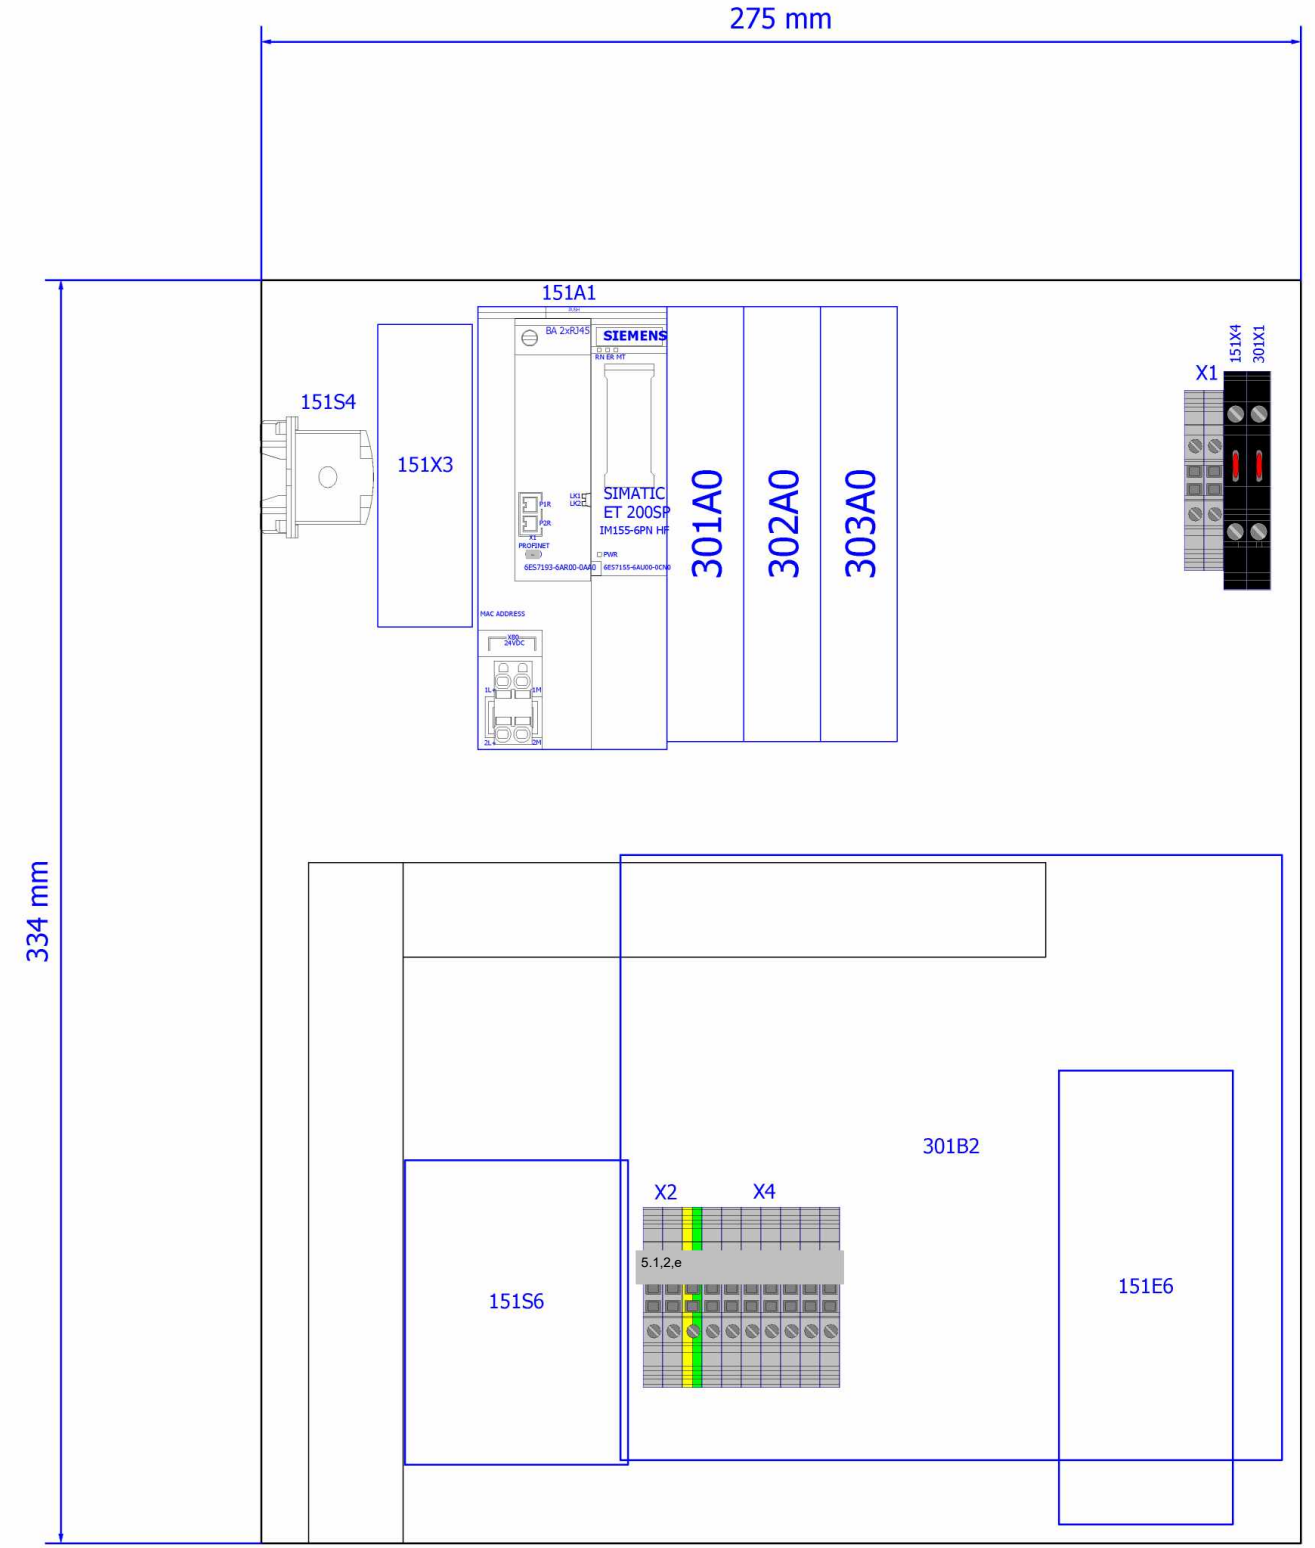 275 mm
151A1
PUSH
BA 2xRJ45
SIEMENS
RN ER MT
151X4
301X1
X1
151S4
151X3
301A0
302A0
303A0
LK1
LK2
P1R
P2R
SIMATIC
ET 200SP
IM155-6PN HF
X1
PROFINET
PWR
6ES7193-6AR00-0AA0
6ES7155-6AU00-0CN0
MAC ADDRESS
X80
24VDC
1L+
1M
2L+
2M
334 mm
301B2
X2
X4
5.1,2,e
151S6
151E6